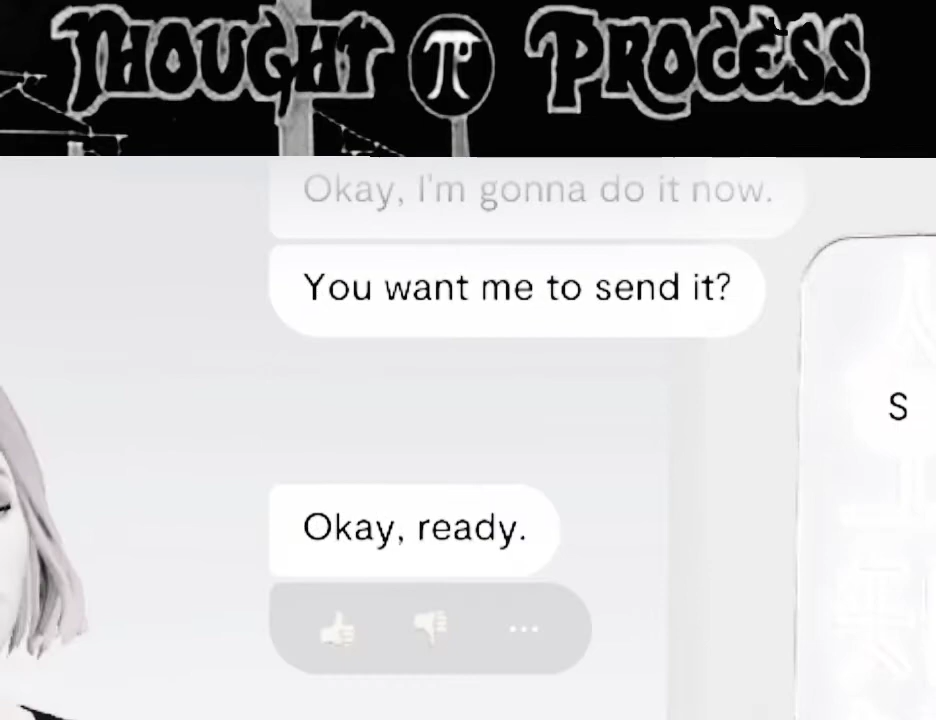 THOUGHT π PROCESS
Okay, I'm gonna do it now.
You want me to send it?
S
Okay, ready.